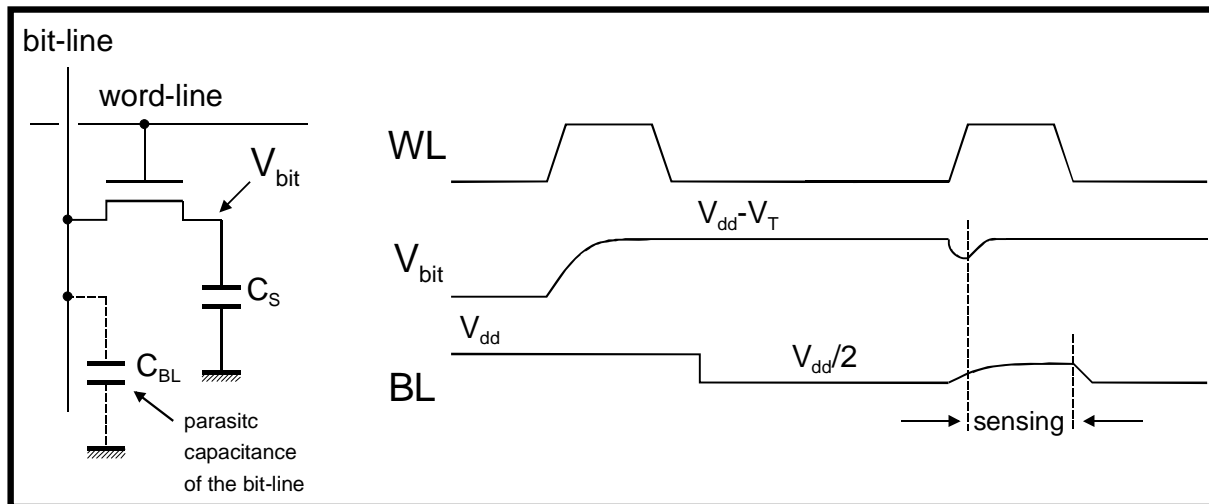 bit-line
word-line
V_bit
C_S
C_BL
parasitc
capacitance
of the bit-line
WL
V_dd-V_T
V_bit
V_dd
V_dd/2
BL
sensing